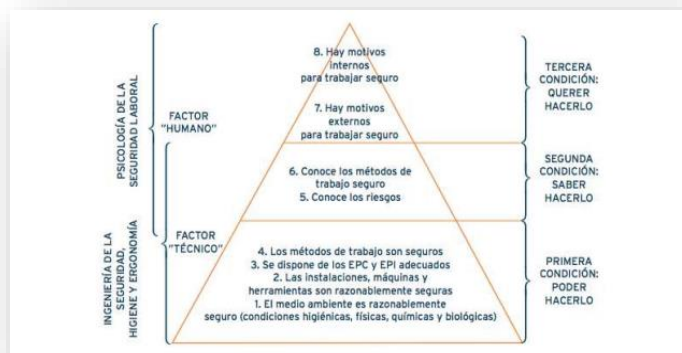 8. Hay motivos
internos
para trabajar seguro
7. Hay motivos
externos
para trabajar seguro
6. Conoce los métodos de
trabajo seguro
5. Conoce los riesgos
4. Los métodos de trabajo son seguros
3. Se dispone de los EPC y EPI adecuados
2. Las instalaciones, máquinas y
herramientas son razonablemente seguras
1. El medio ambiente es razonablemente
seguro (condiciones higiénicas, físicas, químicas y biológicas)
PSICOLOGÍA DE LA
SEGURIDAD LABORAL
FACTOR
"HUMANO"
INGENIERÍA DE LA
SEGURIDAD,
HIGIENE Y ERGONOMÍA
FACTOR
"TÉCNICO"
TERCERA
CONDICIÓN:
QUERER
HACERLO
SEGUNDA
CONDICIÓN:
SABER
HACERLO
PRIMERA
CONDICIÓN:
PODER
HACERLO